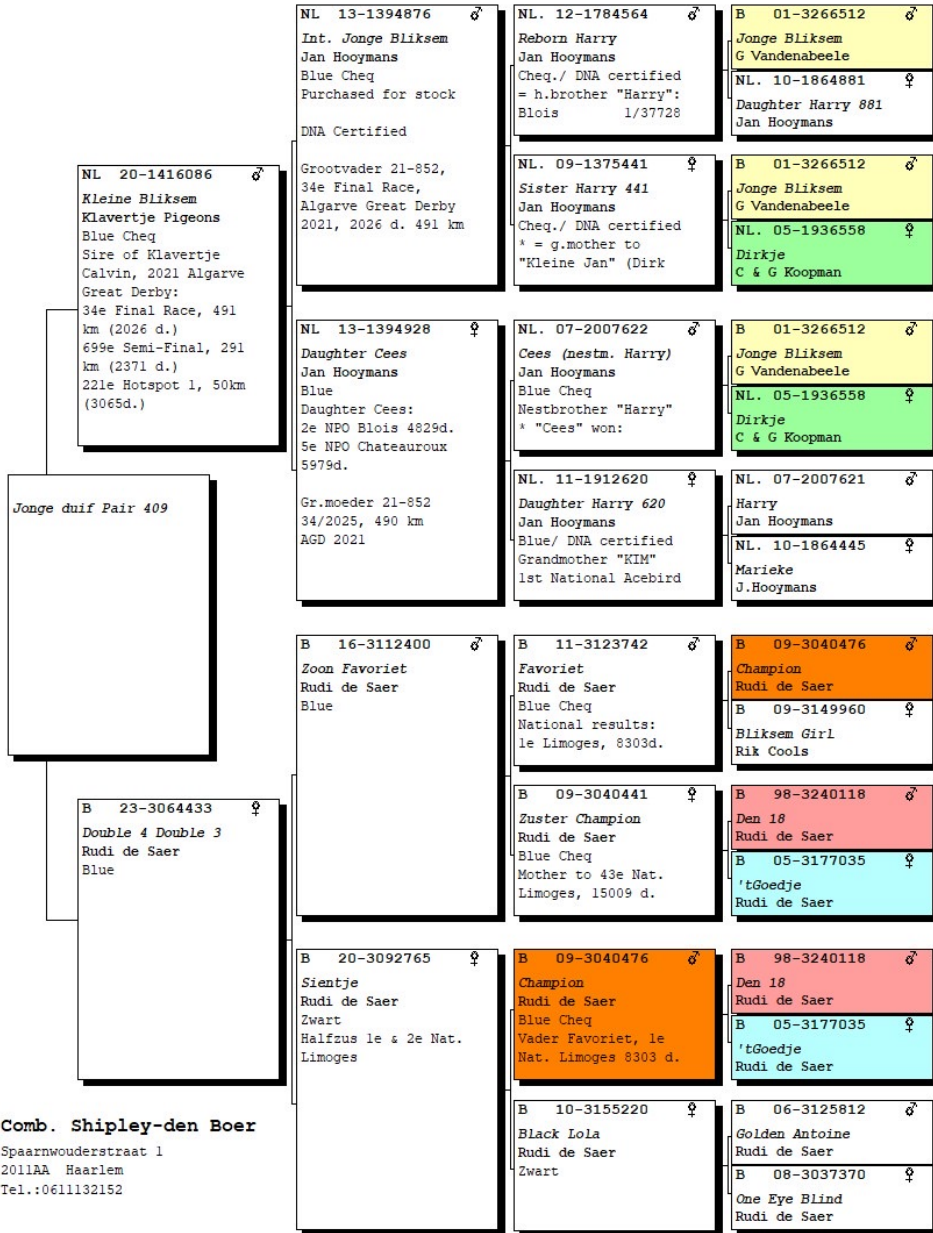 Jonge duif Pair 409
NL 20-1416086 ♂
Kleine Bliksem
Klavertje Pigeons
Blue Cheq
Sire of Klavertje
Calvin, 2021 Algarve
Great Derby:
34e Final Race, 491
km (2026 d.)
699e Semi-Final, 291
km (2371 d.)
221e Hotspot 1, 50km
(3065d.)
B 23-3064433 ♀
Double 4 Double 3
Rudi de Saer
Blue
NL 13-1394876 ♂
Int. Jonge Bliksem
Jan Hooymans
Blue Cheq
Purchased for stock
DNA Certified
Grootvader 21-852,
34e Final Race,
Algarve Great Derby
2021, 2026 d. 491 km
NL 13-1394928 ♀
Daughter Cees
Jan Hooymans
Blue
Daughter Cees:
2e NPO Blois 4829d.
5e NPO Chateauroux
5979d.
Gr.moeder 21-852
34/2025, 490 km
AGD 2021
B 16-3112400 ♂
Zoon Favoriet
Rudi de Saer
Blue
B 20-3092765 ♀
Sientje
Rudi de Saer
Zwart
Halfzus 1e & 2e Nat.
Limoges
NL. 12-1784564 ♂
Reborn Harry
Jan Hooymans
Cheq./ DNA certified
= h.brother "Harry":
Blois 1/37728
NL. 09-1375441 ♀
Sister Harry 441
Jan Hooymans
Cheq./ DNA certified
* = g.mother to
"Kleine Jan" (Dirk
NL. 07-2007622 ♂
Cees (nestm. Harry)
Jan Hooymans
Blue Cheq
Nestbrother "Harry"
* "Cees" won:
NL. 11-1912620 ♀
Daughter Harry 620
Jan Hooymans
Blue/ DNA certified
Grandmother "KIM"
1st National Acebird
B 11-3123742 ♂
Favoriet
Rudi de Saer
Blue Cheq
National results:
1e Limoges, 8303d.
B 09-3040441 ♀
Zuster Champion
Rudi de Saer
Blue Cheq
Mother to 43e Nat.
Limoges, 15009 d.
B 09-3040476 ♂
Champion
Rudi de Saer
Blue Cheq
Vader Favoriet, 1e
Nat. Limoges 8303 d.
B 10-3155220 ♀
Black Lola
Rudi de Saer
Zwart
B 01-3266512 ♂
Jonge Bliksem
G Vandenabeele
NL. 10-1864881 ♀
Daughter Harry 881
Jan Hooymans
B 01-3266512 ♂
Jonge Bliksem
G Vandenabeele
NL. 05-1936558 ♀
Dirkje
C & G Koopman
B 01-3266512 ♂
Jonge Bliksem
G Vandenabeele
NL. 05-1936558 ♀
Dirkje
C & G Koopman
NL. 07-2007621 ♂
Harry
Jan Hooymans
NL. 10-1864445 ♀
Marieke
J.Hooymans
B 09-3040476 ♂
Champion
Rudi de Saer
B 09-3149960 ♀
Bliksem Girl
Rik Cools
B 98-3240118 ♂
Den 18
Rudi de Saer
B 05-3177035 ♀
'tGoedje
Rudi de Saer
B 98-3240118 ♂
Den 18
Rudi de Saer
B 05-3177035 ♀
'tGoedje
Rudi de Saer
B 06-3125812 ♂
Golden Antoine
Rudi de Saer
B 08-3037370 ♀
One Eye Blind
Rudi de Saer
Comb. Shipley-den Boer
Spaarnwouderstraat 1
2011AA Haarlem
Tel.:0611132152